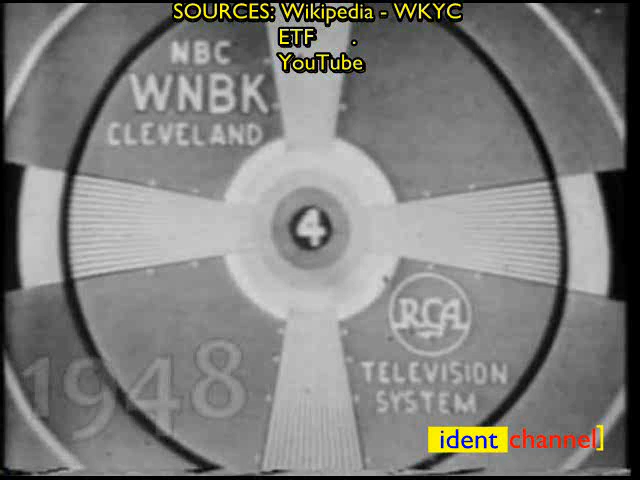 SOURCES: Wikipedia - WKYC
ETF .
YouTube
NBC
WNBK
CLEVELAND
4
RCA
TELEVISION
SYSTEM
1948
ident channel]